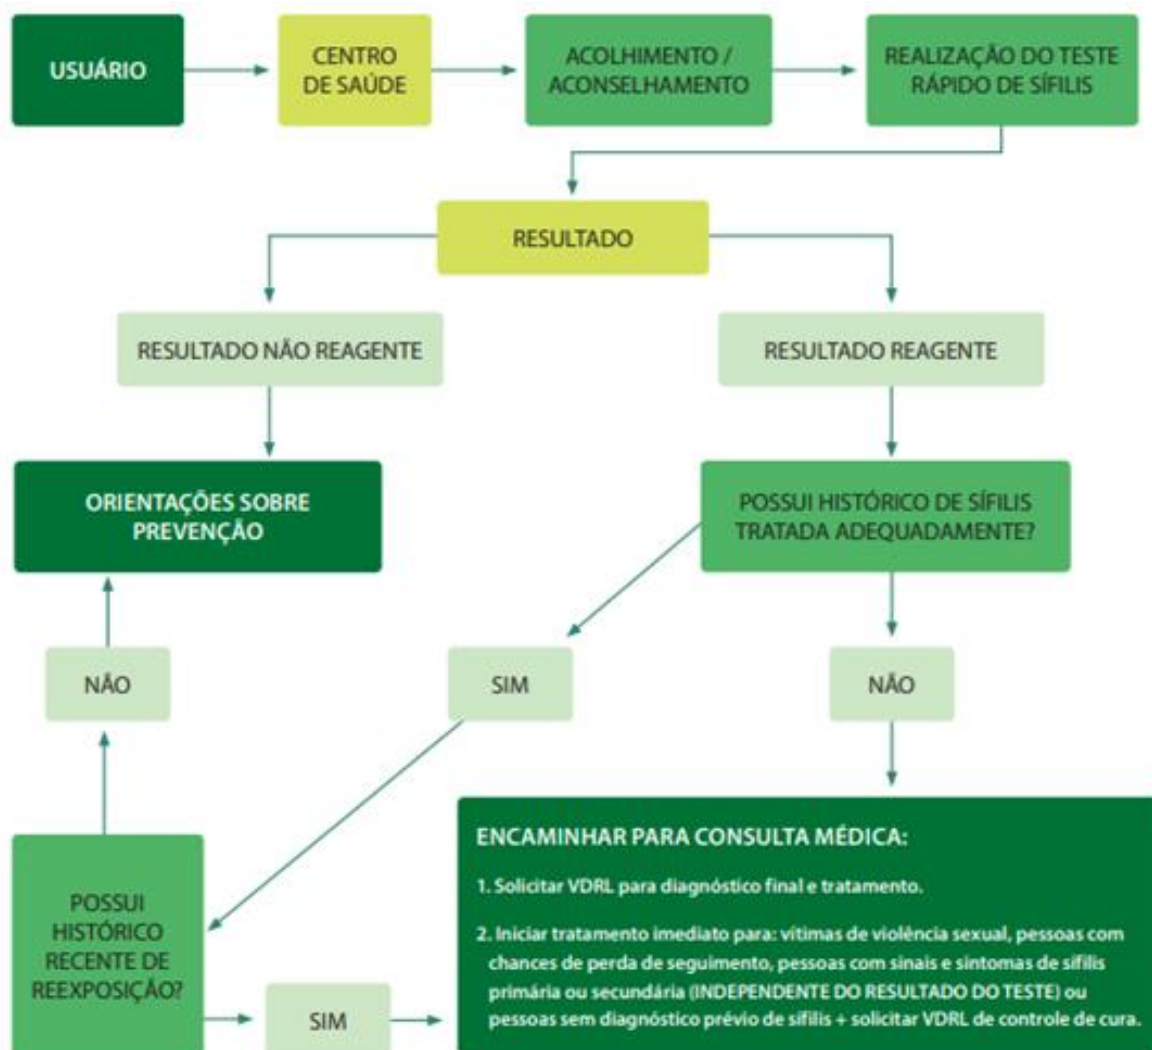 USUÁRIO
CENTRO
DE SAÚDE
ACOLHIMENTO /
ACONSELHAMENTO
REALIZAÇÃO DO TESTE
RÁPIDO DE SÍFILIS
RESULTADO
RESULTADO NÃO REAGENTE
RESULTADO REAGENTE
ORIENTAÇÕES SOBRE
PREVENÇÃO
POSSUI HISTÓRICO DE SÍFILIS
TRATADA ADEQUADAMENTE?
NÃO
SIM
NÃO
POSSUI
HISTÓRICO
RECENTE DE
REEXPOSIÇÃO?
SIM
ENCAMINHAR PARA CONSULTA MÉDICA:
1. Solicitar VDRL para diagnóstico final e tratamento.
2. Iniciar tratamento imediato para: vítimas de violência sexual, pessoas com
chances de perda de seguimento, pessoas com sinais e sintomas de sífilis
primária ou secundária (INDEPENDENTE DO RESULTADO DO TESTE) ou
pessoas sem diagnóstico prévio de sífilis + solicitar VDRL de controle de cura.